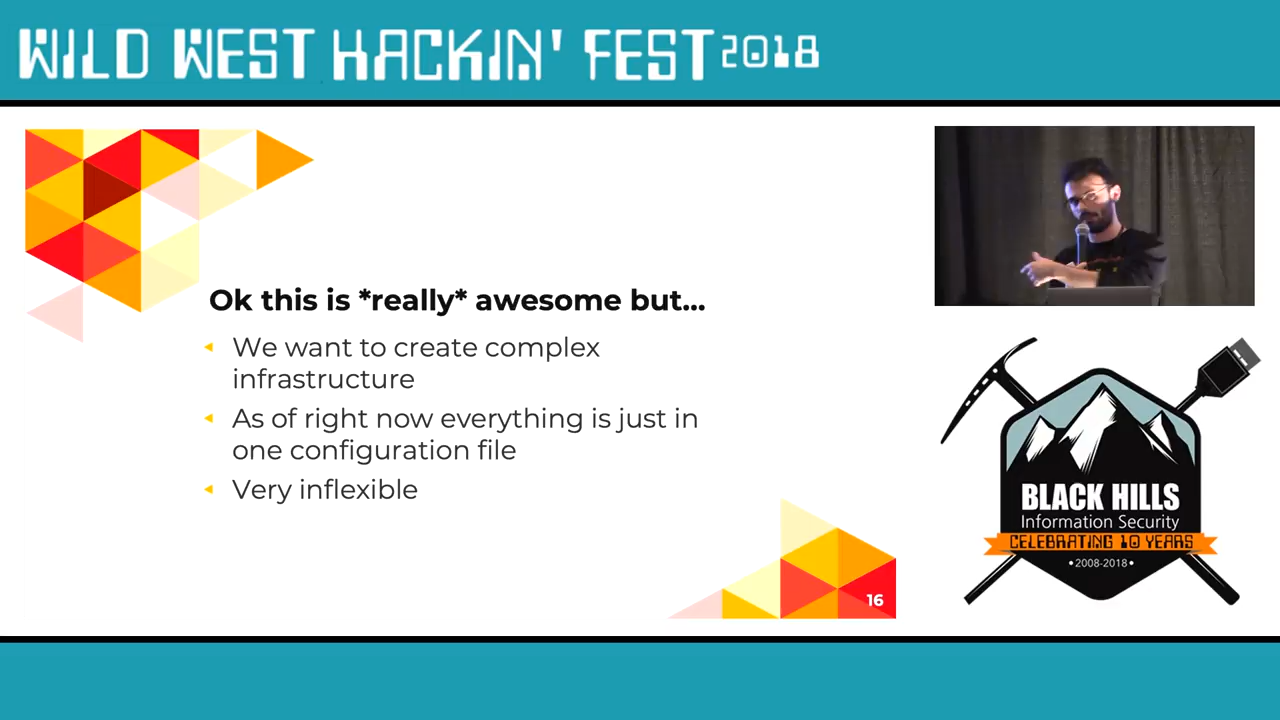 WILD WEST HACKIN' FEST 2018
Ok this is *really* awesome but...
We want to create complex
infrastructure
As of right now everything is just in
one configuration file
Very inflexible
16
BLACK HILLS
Information Security
CELEBRATING 10 YEARS
•2008-2018•